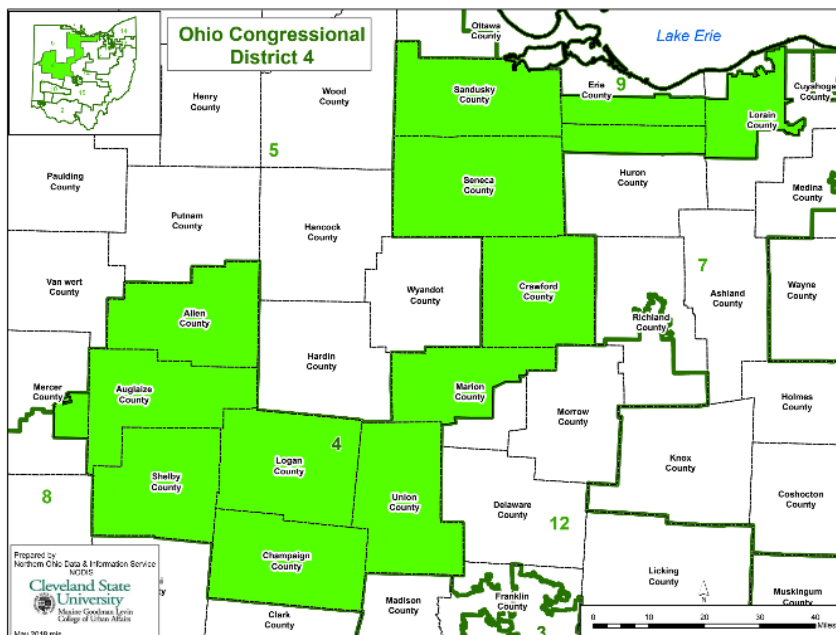 Ohio Congressional
District 4
Lake Erie
Ottawa
County
Henry
County
Wood
County
Sandusky
County
Erie
County
9
Cuyahoga
County
Lorain
County
5
Paulding
County
Putnam
County
Hancock
County
Seneca
County
Huron
County
Medina
County
Van wert
County
Wyandot
County
Crawford
County
7
Ashland
County
Wayne
County
Allen
County
Richland
County
Hardin
County
Mercer
County
Auglaize
County
Marion
County
Morrow
County
Holmes
County
Logan
County
4
Knox
County
Shelby
County
Union
County
Coshocton
County
8
Delaware
County
12
Champaign
County
Licking
County
Muskingum
County
Madison
County
Franklin
County
3
Clark
County
Prepared by
Northern Ohio Data & Information Service
NODIS
Cleveland State
University
Maxine Goodman Levin
College of Urban Affairs
N
0 10 20 30 40
Miles